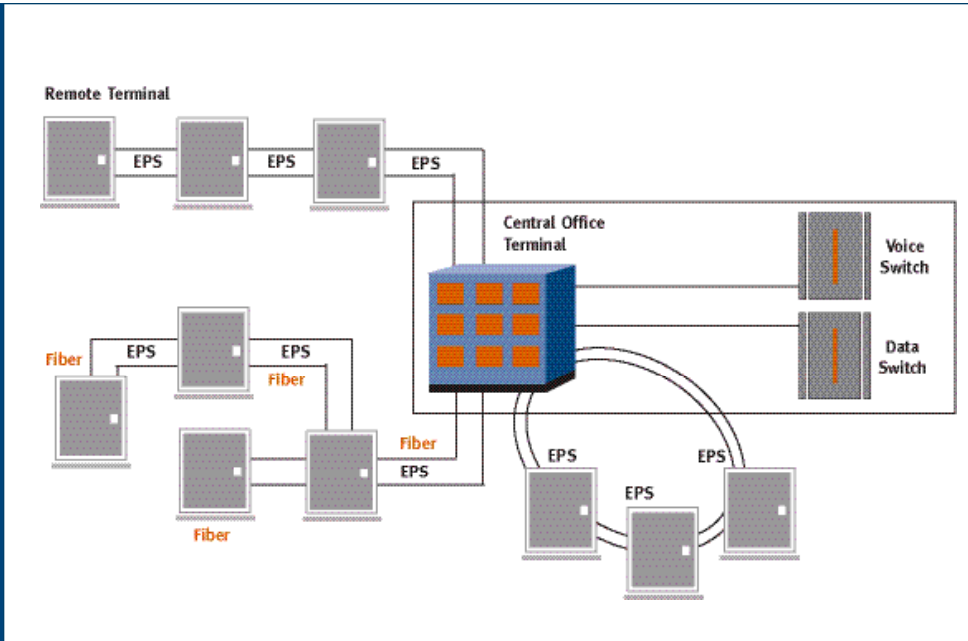 Remote Terminal
EPS
EPS
EPS
Central Office
Terminal
Voice
Switch
Data
Switch
Fiber
EPS
EPS
Fiber
Fiber
EPS
Fiber
EPS
EPS
EPS